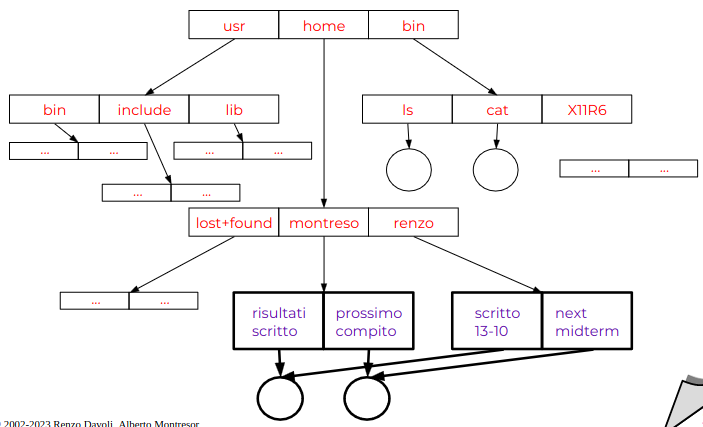 usr home bin
bin include lib
ls cat X11R6
... ...
... ...
... ...
... ...
lost+found montreso renzo
... ...
risultati scritto
prossimo compito
scritto 13-10
next midterm
2002-2023 Renzo Davoli, Alberto Montresor